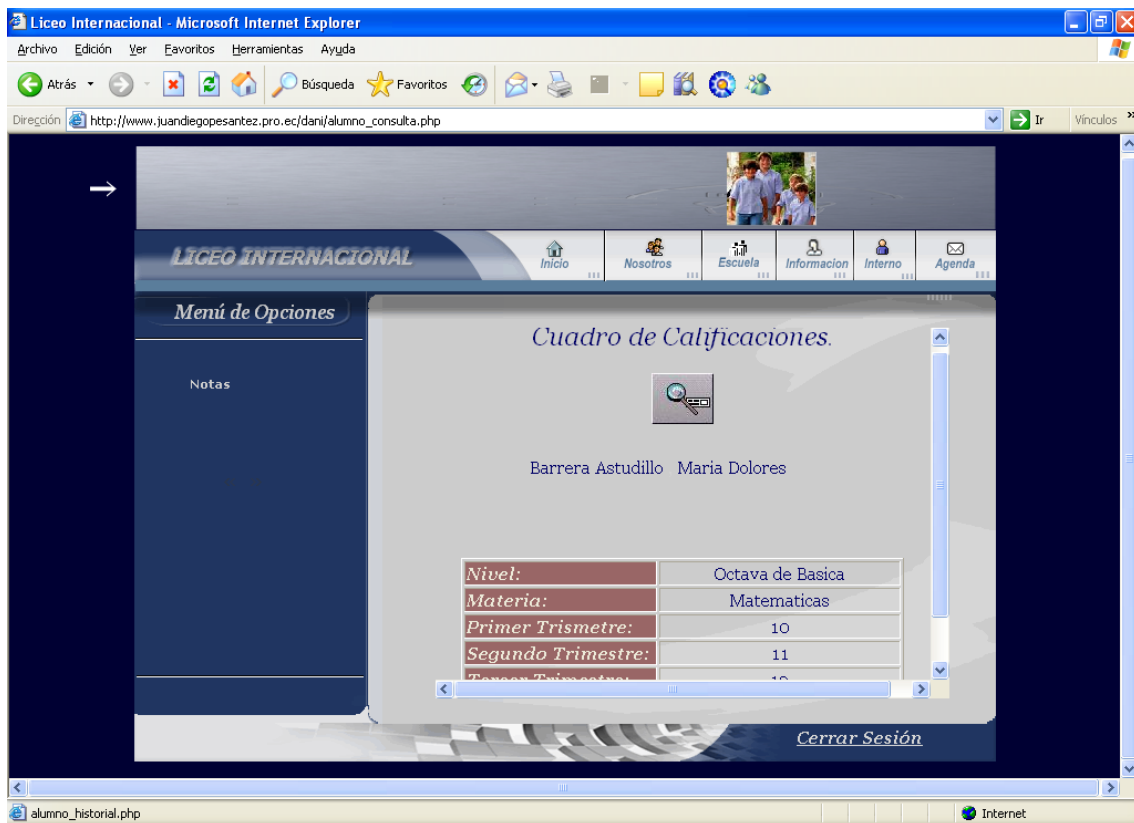 Liceo Internacional - Microsoft Internet Explorer
Archivo Edición Ver Favoritos Herramientas Ayuda
Atrás Búsqueda Favoritos
Dirección http://www.juandiegopesantez.pro.ec/dani/alumno_consulta.php Ir Vínculos »
LICEO INTERNACIONAL
Inicio Nosotros Escuela Informacion Interno Agenda
Menú de Opciones
Notas
Cuadro de Calificaciones.
Barrera Astudillo Maria Dolores
Nivel: Octava de Basica
Materia: Matematicas
Primer Trismetre: 10
Segundo Trimestre: 11
Tercer Trimestre:
Cerrar Sesión
alumno_historial.php Internet